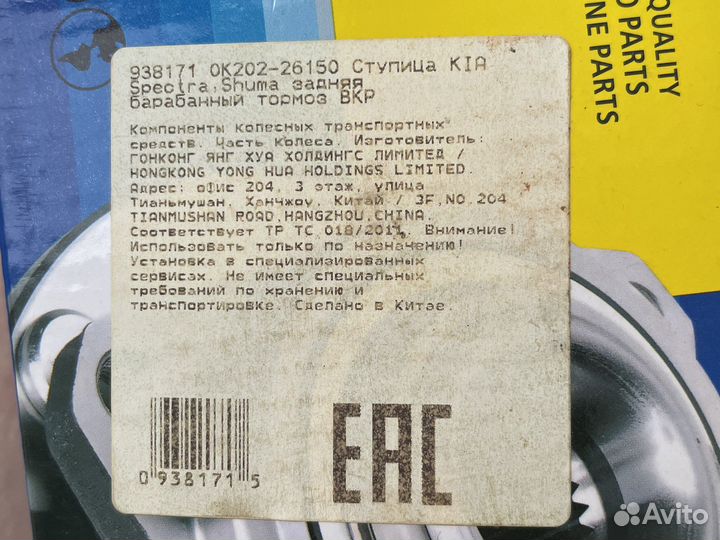 QUALITY
O PARTS
NE PARTS
938171 0K202-26150 Ступица KIA
Spectra,Shuma задняя
барабанный тормоз BKP
Компоненты колесных транспортных
средств. Часть колеса. Изготовитель:
ГОНКОНГ ЯНГ ХУА ХОЛДИНГС ЛИМИТЕД /
HONGKONG YONG HUA HOLDINGS LIMITED.
Адрес: офис 204, 3 этаж, улица
Тианьмушан, Ханчжоу, Китай / 3F,NO.204
TIANMUSHAN ROAD,HANGZHOU,CHINA.
Соответствует ТР ТС 018/2011. Внимание!
Использовать только по назначению!
Установка в специализированных
сервисах. Не имеет специальных
требований по хранению и
транспортировке. Сделано в Китае.
0 938171 5
EAC
Avito